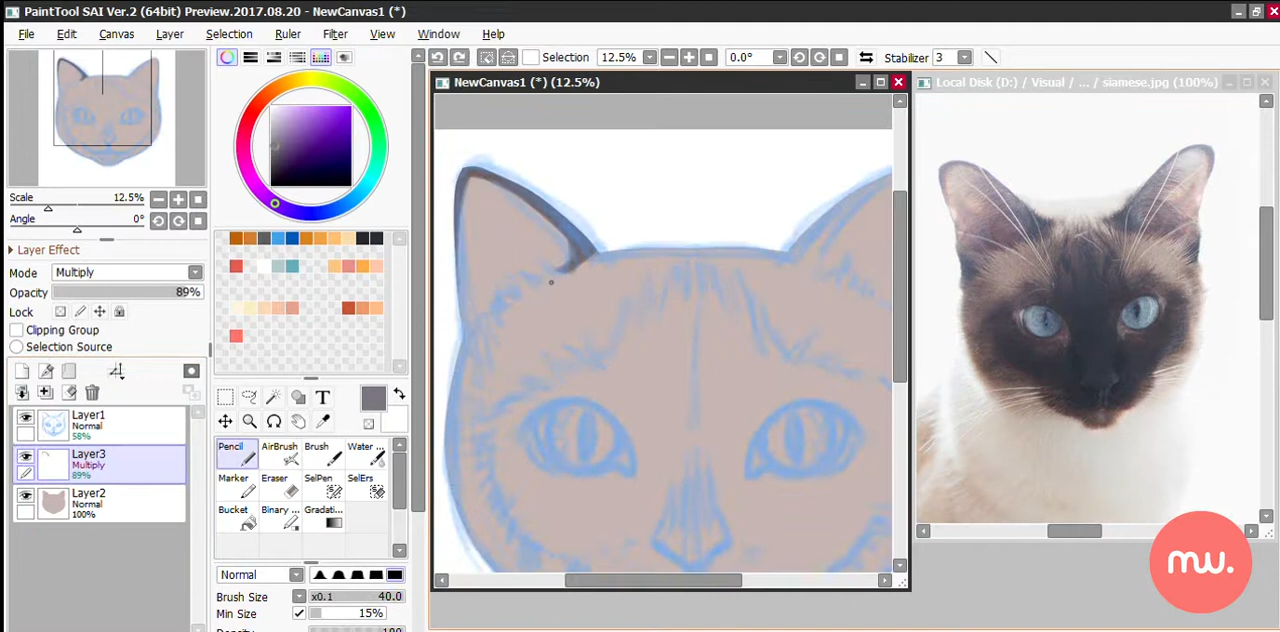 PaintTool SAI Ver.2 (64bit) Preview.2017.08.20 - NewCanvas1 (*)
File Edit Canvas Layer Selection Ruler Filter View Window Help
Selection 12.5% 0.0° Stabilizer 3
NewCanvas1 (*) (12.5%)
Local Disk (D:) / Visual / ... / siamese.jpg (100%)
Scale 12.5%
Angle 0°
Layer Effect
Mode Multiply
Opacity 89%
Lock
Clipping Group
Selection Source
Layer1
Normal
58%
Layer3
Multiply
89%
Layer2
Normal
100%
T
Pencil AirBrush Brush Water ...
Marker Eraser SelPen SelErs
Bucket Binary ... Gradati...
Normal
Brush Size x0.1 40.0
Min Size 15%
Density 100
mw.